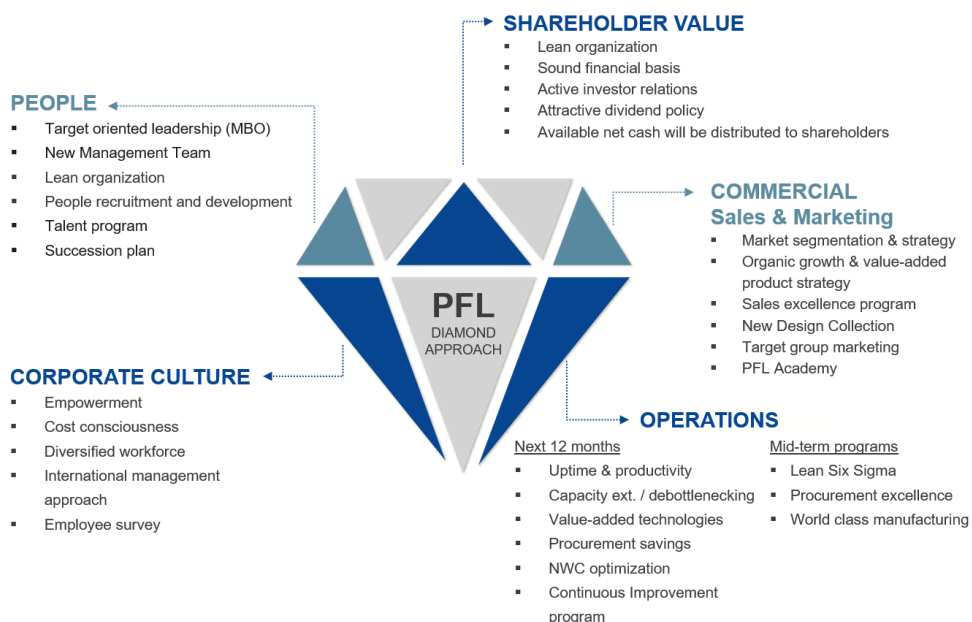 SHAREHOLDER VALUE
▪ Lean organization
▪ Sound financial basis
▪ Active investor relations
▪ Attractive dividend policy
▪ Available net cash will be distributed to shareholders
PEOPLE
▪ Target oriented leadership (MBO)
▪ New Management Team
▪ Lean organization
▪ People recruitment and development
▪ Talent program
▪ Succession plan
COMMERCIAL
Sales & Marketing
▪ Market segmentation & strategy
▪ Organic growth & value-added
product strategy
▪ Sales excellence program
▪ New Design Collection
▪ Target group marketing
▪ PFL Academy
PFL
DIAMOND
APPROACH
CORPORATE CULTURE
▪ Empowerment
▪ Cost consciousness
▪ Diversified workforce
▪ International management
approach
▪ Employee survey
OPERATIONS
Next 12 months
▪ Uptime & productivity
▪ Capacity ext. / debottlenecking
▪ Value-added technologies
▪ Procurement savings
▪ NWC optimization
▪ Continuous Improvement
program
Mid-term programs
▪ Lean Six Sigma
▪ Procurement excellence
▪ World class manufacturing